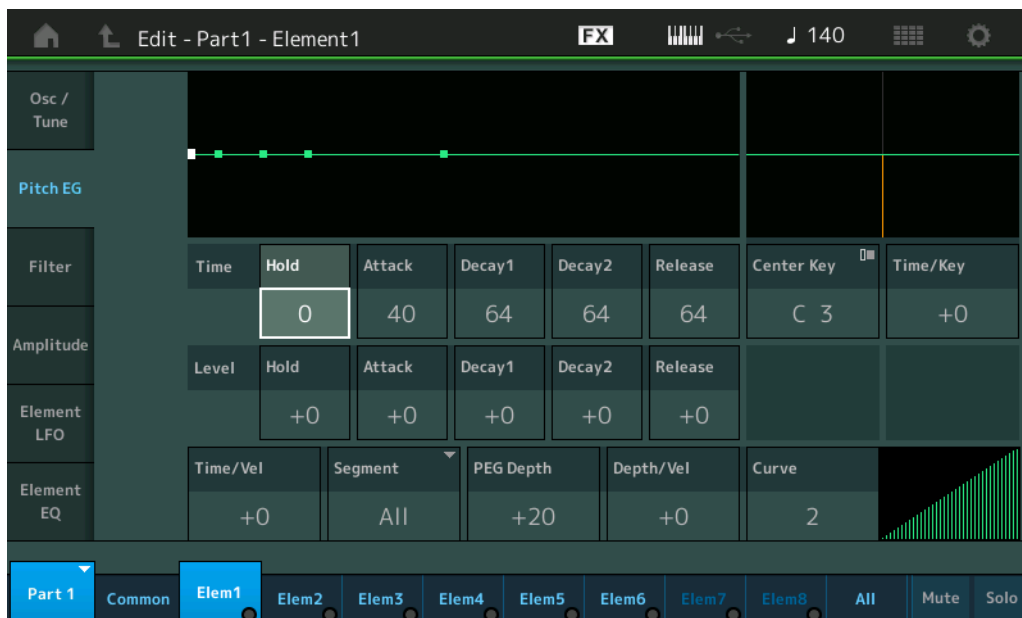 Edit - Part1 - Element1
FX
♩ 140
Osc /
Tune
Pitch EG
Filter
Amplitude
Element
LFO
Element
EQ
Time Hold Attack Decay1 Decay2 Release Center Key Time/Key
0 40 64 64 64 C 3 +0
Level Hold Attack Decay1 Decay2 Release
+0 +0 +0 +0 +0
Time/Vel Segment PEG Depth Depth/Vel Curve
+0 All +20 +0 2
Part 1 Common Elem1 Elem2 Elem3 Elem4 Elem5 Elem6 Elem7 Elem8 All Mute Solo